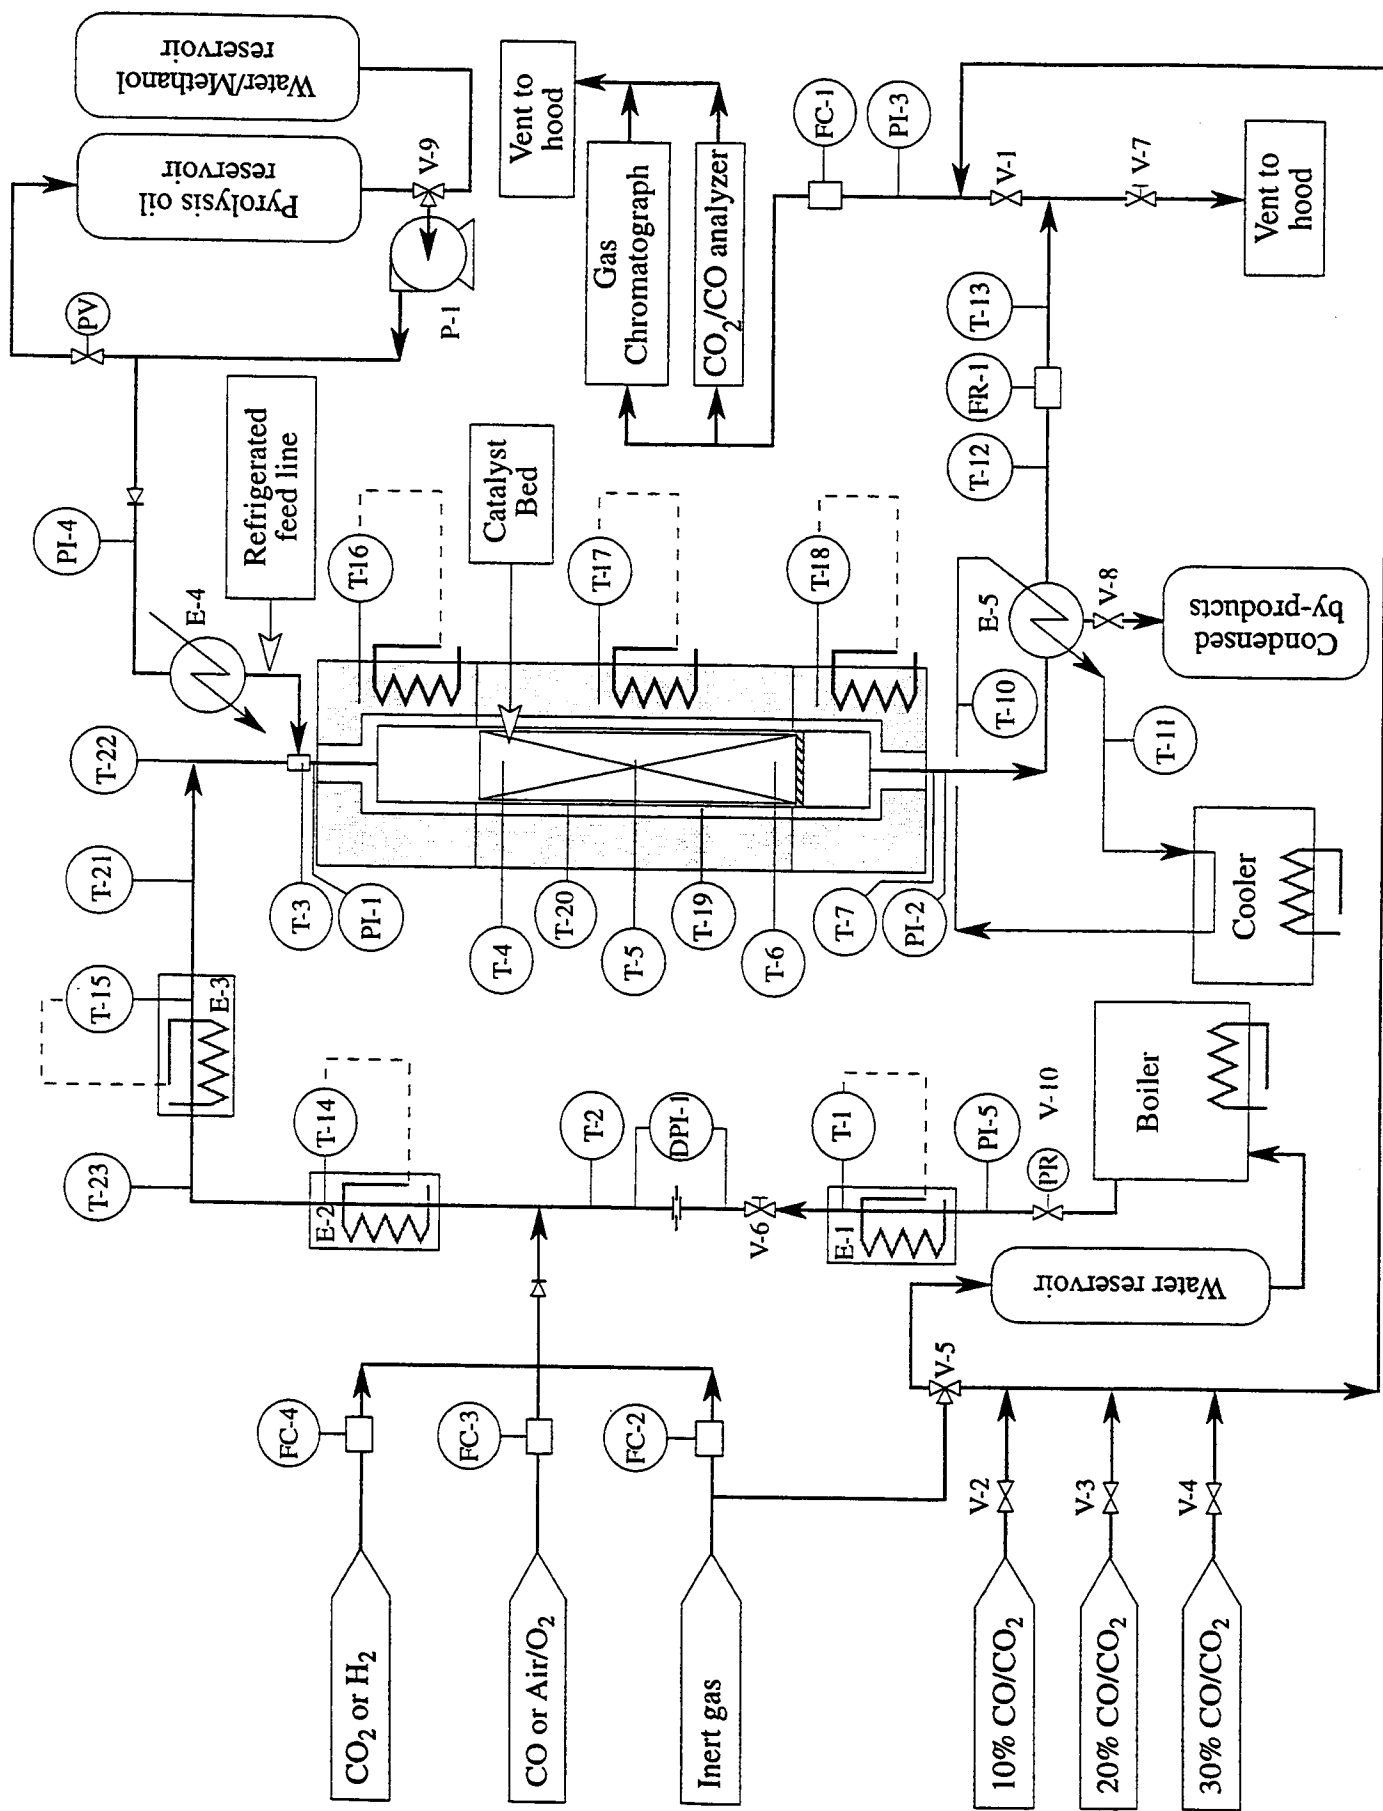 Water/Methanol
reservoir
Pyrolysis oil
reservoir
V-9
PV
P-1
PI-4
Refrigerated
feed line
E-4
Vent to
hood
Gas
Chromatograph
CO2/CO analyzer
FC-1
PI-3
V-1
V-7
Vent to
hood
T-13
FR-1
T-12
Catalyst
Bed
T-16
T-17
T-18
E-5
V-8
Condensed
by-products
T-10
T-11
Cooler
T-22
T-21
T-15
E-3
T-23
T-3
PI-1
T-4
T-20
T-5
T-19
T-6
T-7
PI-2
T-14
E-2
T-2
DPI-1
V-6
T-1
E-1
PI-5
PR
V-10
Boiler
Water reservoir
V-5
FC-4
FC-3
FC-2
V-2
V-3
V-4
CO2 or H2
CO or Air/O2
Inert gas
10% CO/CO2
20% CO/CO2
30% CO/CO2